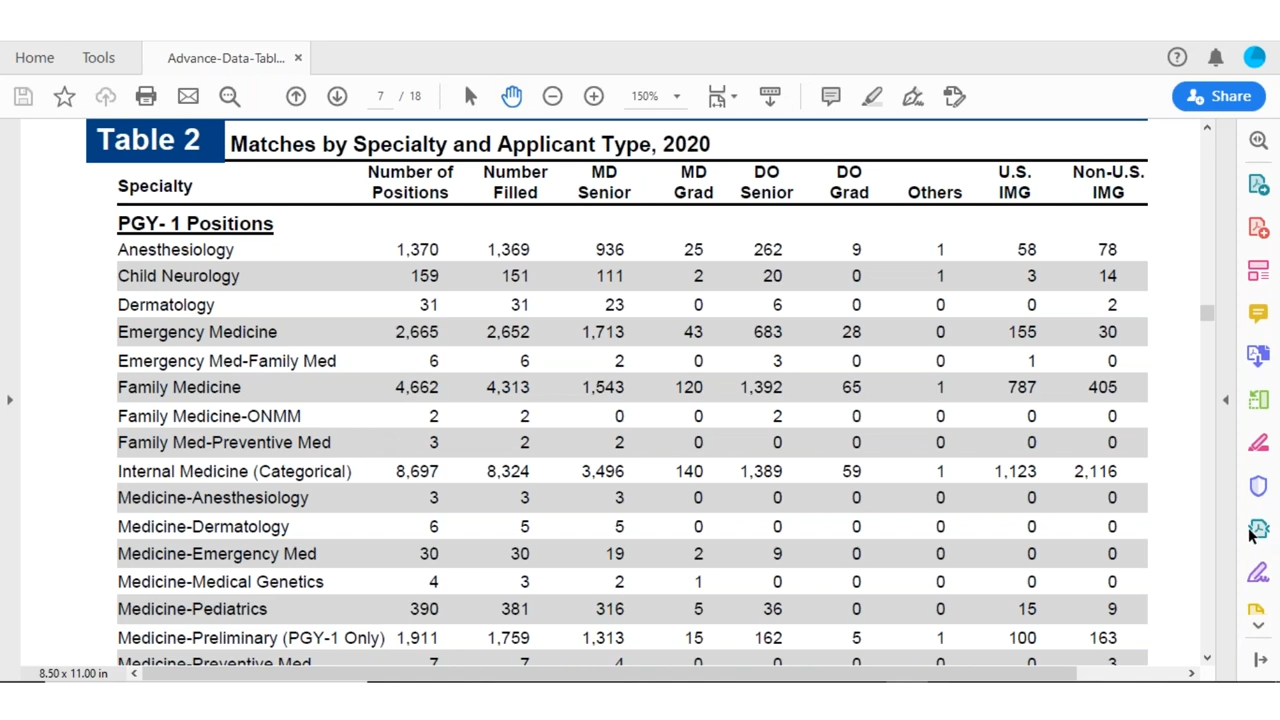 Home Tools Advance-Data-Tabl... ×
7 / 18 150% Share
Table 2 Matches by Specialty and Applicant Type, 2020
Specialty Number of Positions Number Filled MD Senior MD Grad DO Senior DO Grad Others U.S. IMG Non-U.S. IMG
PGY- 1 Positions
Anesthesiology 1,370 1,369 936 25 262 9 1 58 78
Child Neurology 159 151 111 2 20 0 1 3 14
Dermatology 31 31 23 0 6 0 0 0 2
Emergency Medicine 2,665 2,652 1,713 43 683 28 0 155 30
Emergency Med-Family Med 6 6 2 0 3 0 0 1 0
Family Medicine 4,662 4,313 1,543 120 1,392 65 1 787 405
Family Medicine-ONMM 2 2 0 0 2 0 0 0 0
Family Med-Preventive Med 3 2 2 0 0 0 0 0 0
Internal Medicine (Categorical) 8,697 8,324 3,496 140 1,389 59 1 1,123 2,116
Medicine-Anesthesiology 3 3 3 0 0 0 0 0 0
Medicine-Dermatology 6 5 5 0 0 0 0 0 0
Medicine-Emergency Med 30 30 19 2 9 0 0 0 0
Medicine-Medical Genetics 4 3 2 1 0 0 0 0 0
Medicine-Pediatrics 390 381 316 5 36 0 0 15 9
Medicine-Preliminary (PGY-1 Only) 1,911 1,759 1,313 15 162 5 1 100 163
Medicine-Preventive Med 7 7 4 0 0 0 0 0 3
8.50 x 11.00 in